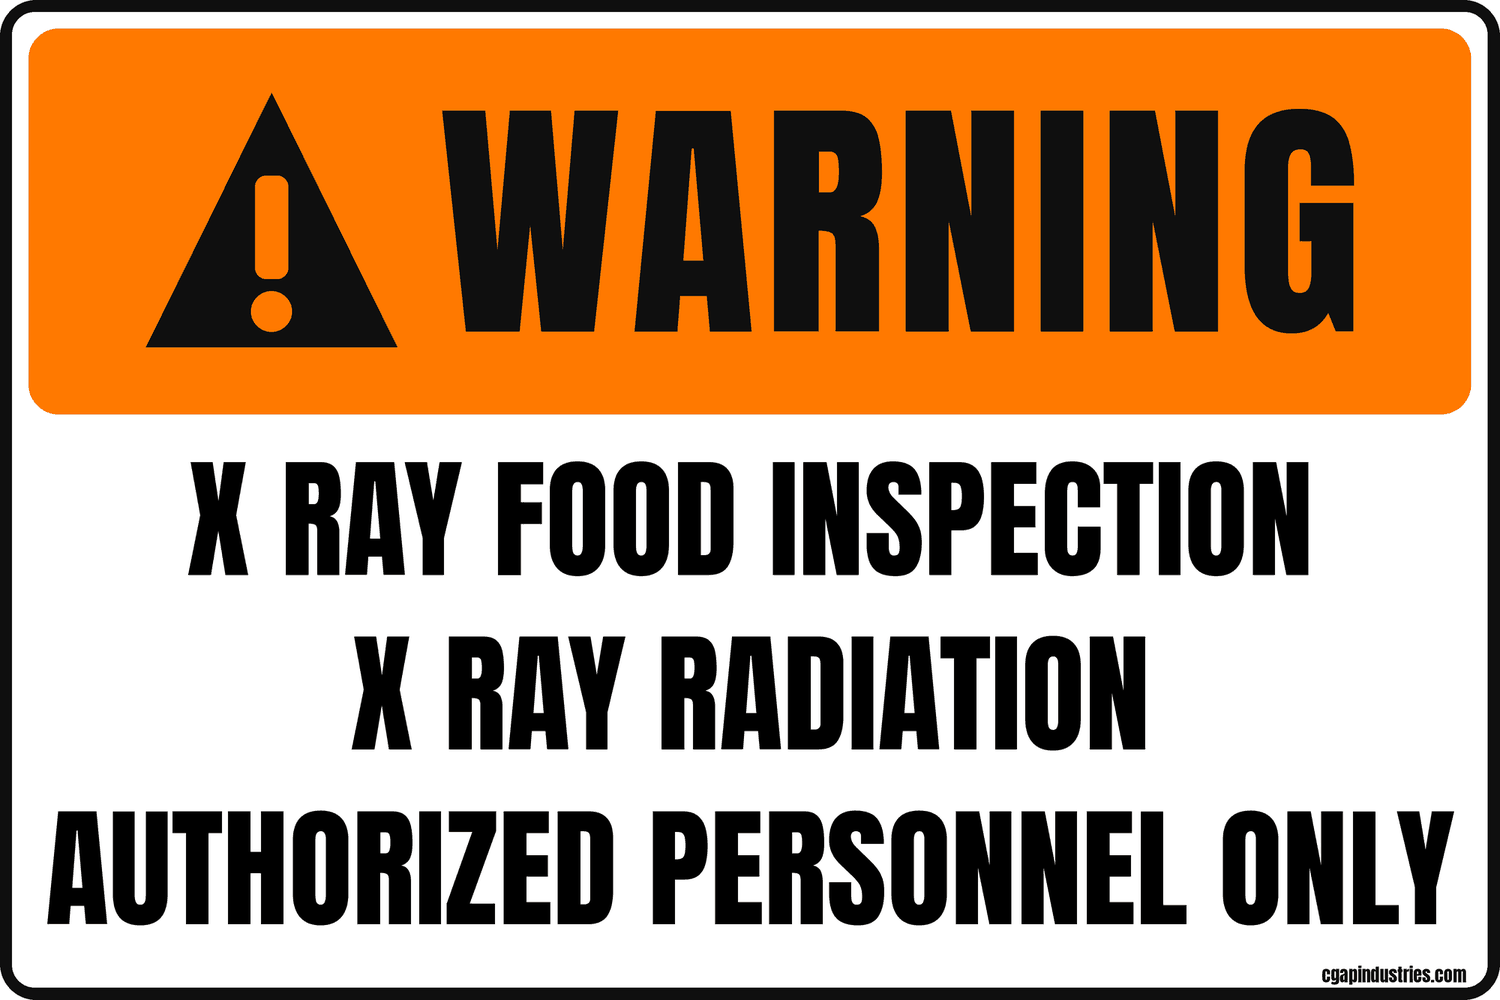 WARNING
X RAY FOOD INSPECTION
X RAY RADIATION
AUTHORIZED PERSONNEL ONLY
cgapindustries.com